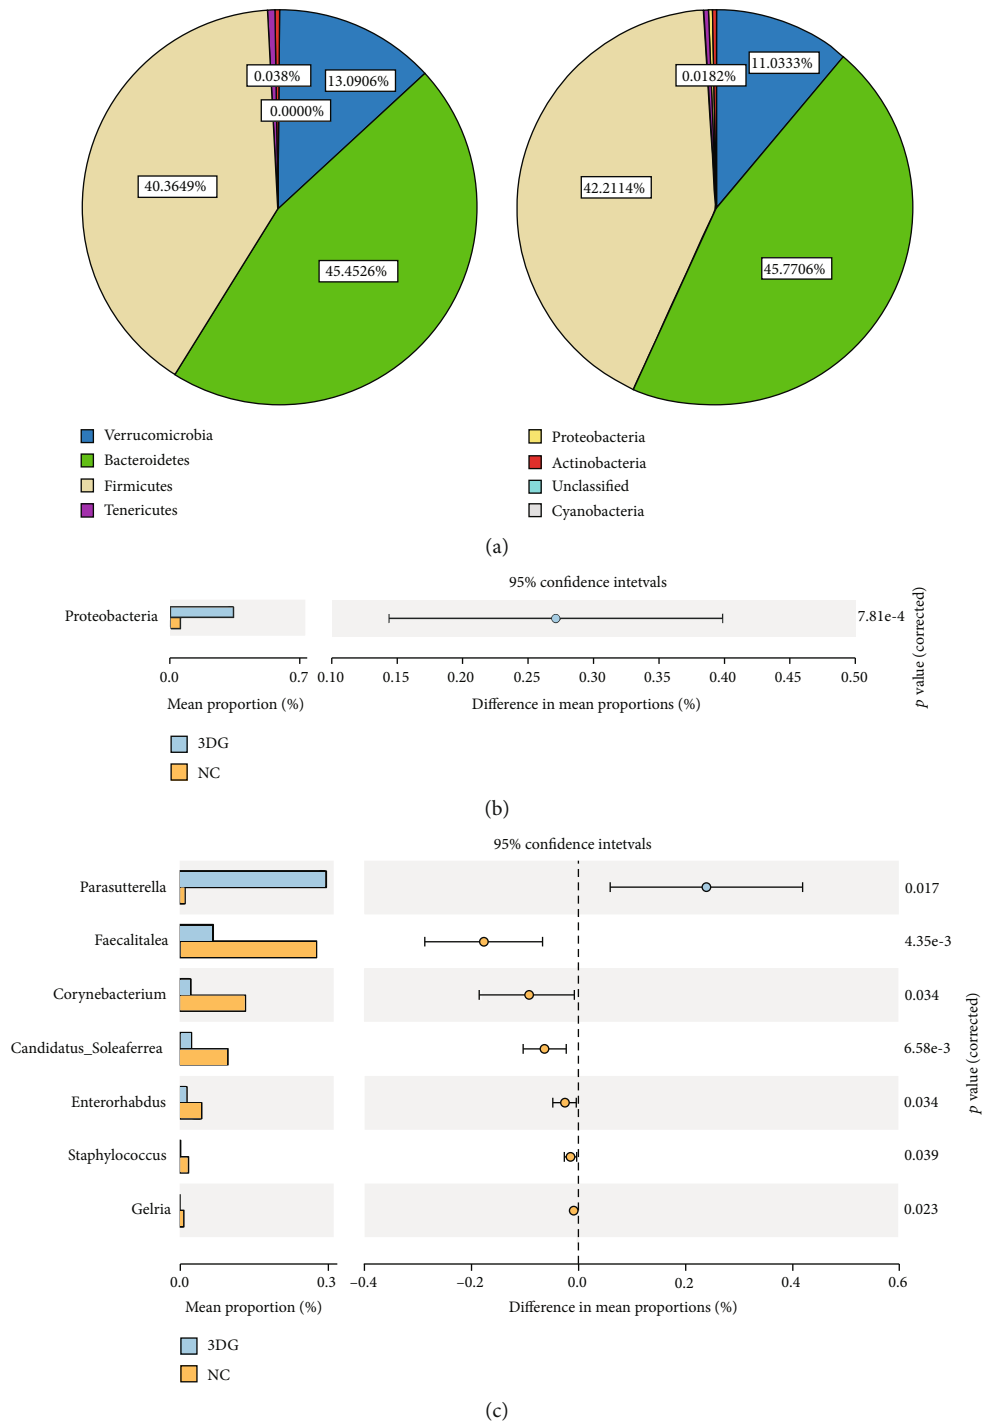 0.038%
13.0906%
0.0000%
40.3649%
45.4526%
0.0182%
11.0333%
42.2114%
45.7706%
Verrucomicrobia
Bacteroidetes
Firmicutes
Tenericutes
Proteobacteria
Actinobacteria
Unclassified
Cyanobacteria
(a)
95% confidence intetvals
Proteobacteria
7.81e-4
p value (corrected)
0.0 0.7
0.10 0.15 0.20 0.25 0.30 0.35 0.40 0.45 0.50
Mean proportion (%)
Difference in mean proportions (%)
3DG
NC
(b)
95% confidence intetvals
Parasutterella 0.017
Faecalitalea 4.35e-3
Corynebacterium 0.034
Candidatus_Soleaferrea 6.58e-3
Enterorhabdus 0.034
Staphylococcus 0.039
Gelria 0.023
p value (corrected)
0.0 0.3
−0.4 −0.2 0.0 0.2 0.4 0.6
Mean proportion (%)
Difference in mean proportions (%)
3DG
NC
(c)